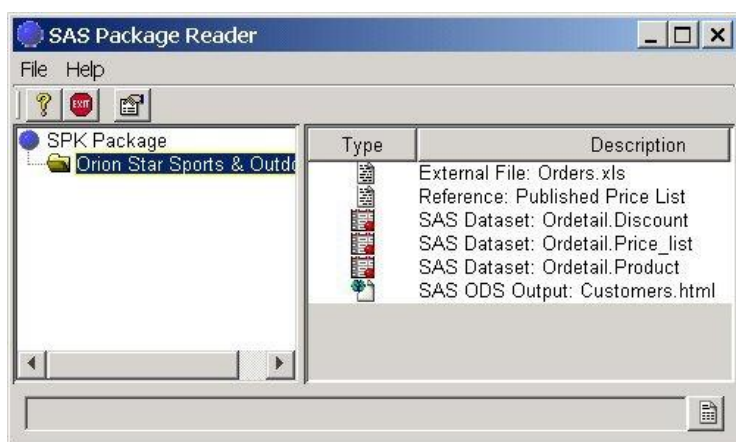 SAS Package Reader
File Help
EXIT
SPK Package
Orion Star Sports & Outdo
Type Description
External File: Orders.xls
Reference: Published Price List
SAS Dataset: Ordetail.Discount
SAS Dataset: Ordetail.Price_list
SAS Dataset: Ordetail.Product
SAS ODS Output: Customers.html